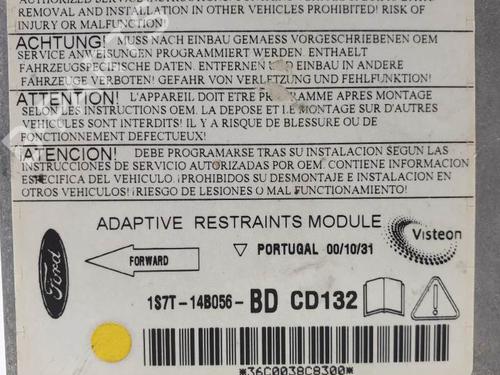 REMOVAL AND INSTALLATION IN OTHER VEHICLES PROHIBITED! RISK OF
INJURY OR MALFUNCTION!
ACHTUNG! MUSS NACH EINBAU GEMAESS VORGESCHRIEBENEN OEM
SERVICE ANWEISUNGEN PROGRAMMIERT WERDEN. ENTHAELT
FAHRZEUGSPEZIFISCHE DATEN. ENTFERNEN UND EINBAU IN ANDERE
FAHRZEUGE VERBOTEN! GEFAHR VON VERLETZUNG UND FEHLFUNKTION!
ATTENTION! L'APPAREIL DOIT ETRE PROGRAMME APRES MONTAGE
SELON LES INSTRUCTIONS OEM. LA DEPOSE ET LE MONTAGE SUR D'AUTRES
VEHICULES SONT INTERDITS! IL Y A RISQUE DE BLESSURE OU DE
FONCTIONNEMENT DEFECTUEUX!
¡ATENCION! DEBE PROGRAMARSE TRAS SU INSTALACION SEGUN LAS
INSTRUCCIONES DE SERVICIO AUTORIZADAS POR OEM. CONTIENE INFORMACION
ESPECIFICA DEL VEHICULO ¡PROHIBIDOS SU DESMONTAJE E INSTALACION EN
OTROS VEHICULOS! ¡RIESGO DE LESIONES O MAL FUNCIONAMIENTO!
ADAPTIVE RESTRAINTS MODULE
Visteon
Ford
FORWARD
PORTUGAL 00/10/31
1S7T-14B056-BD CD132
*36C0038C8300*